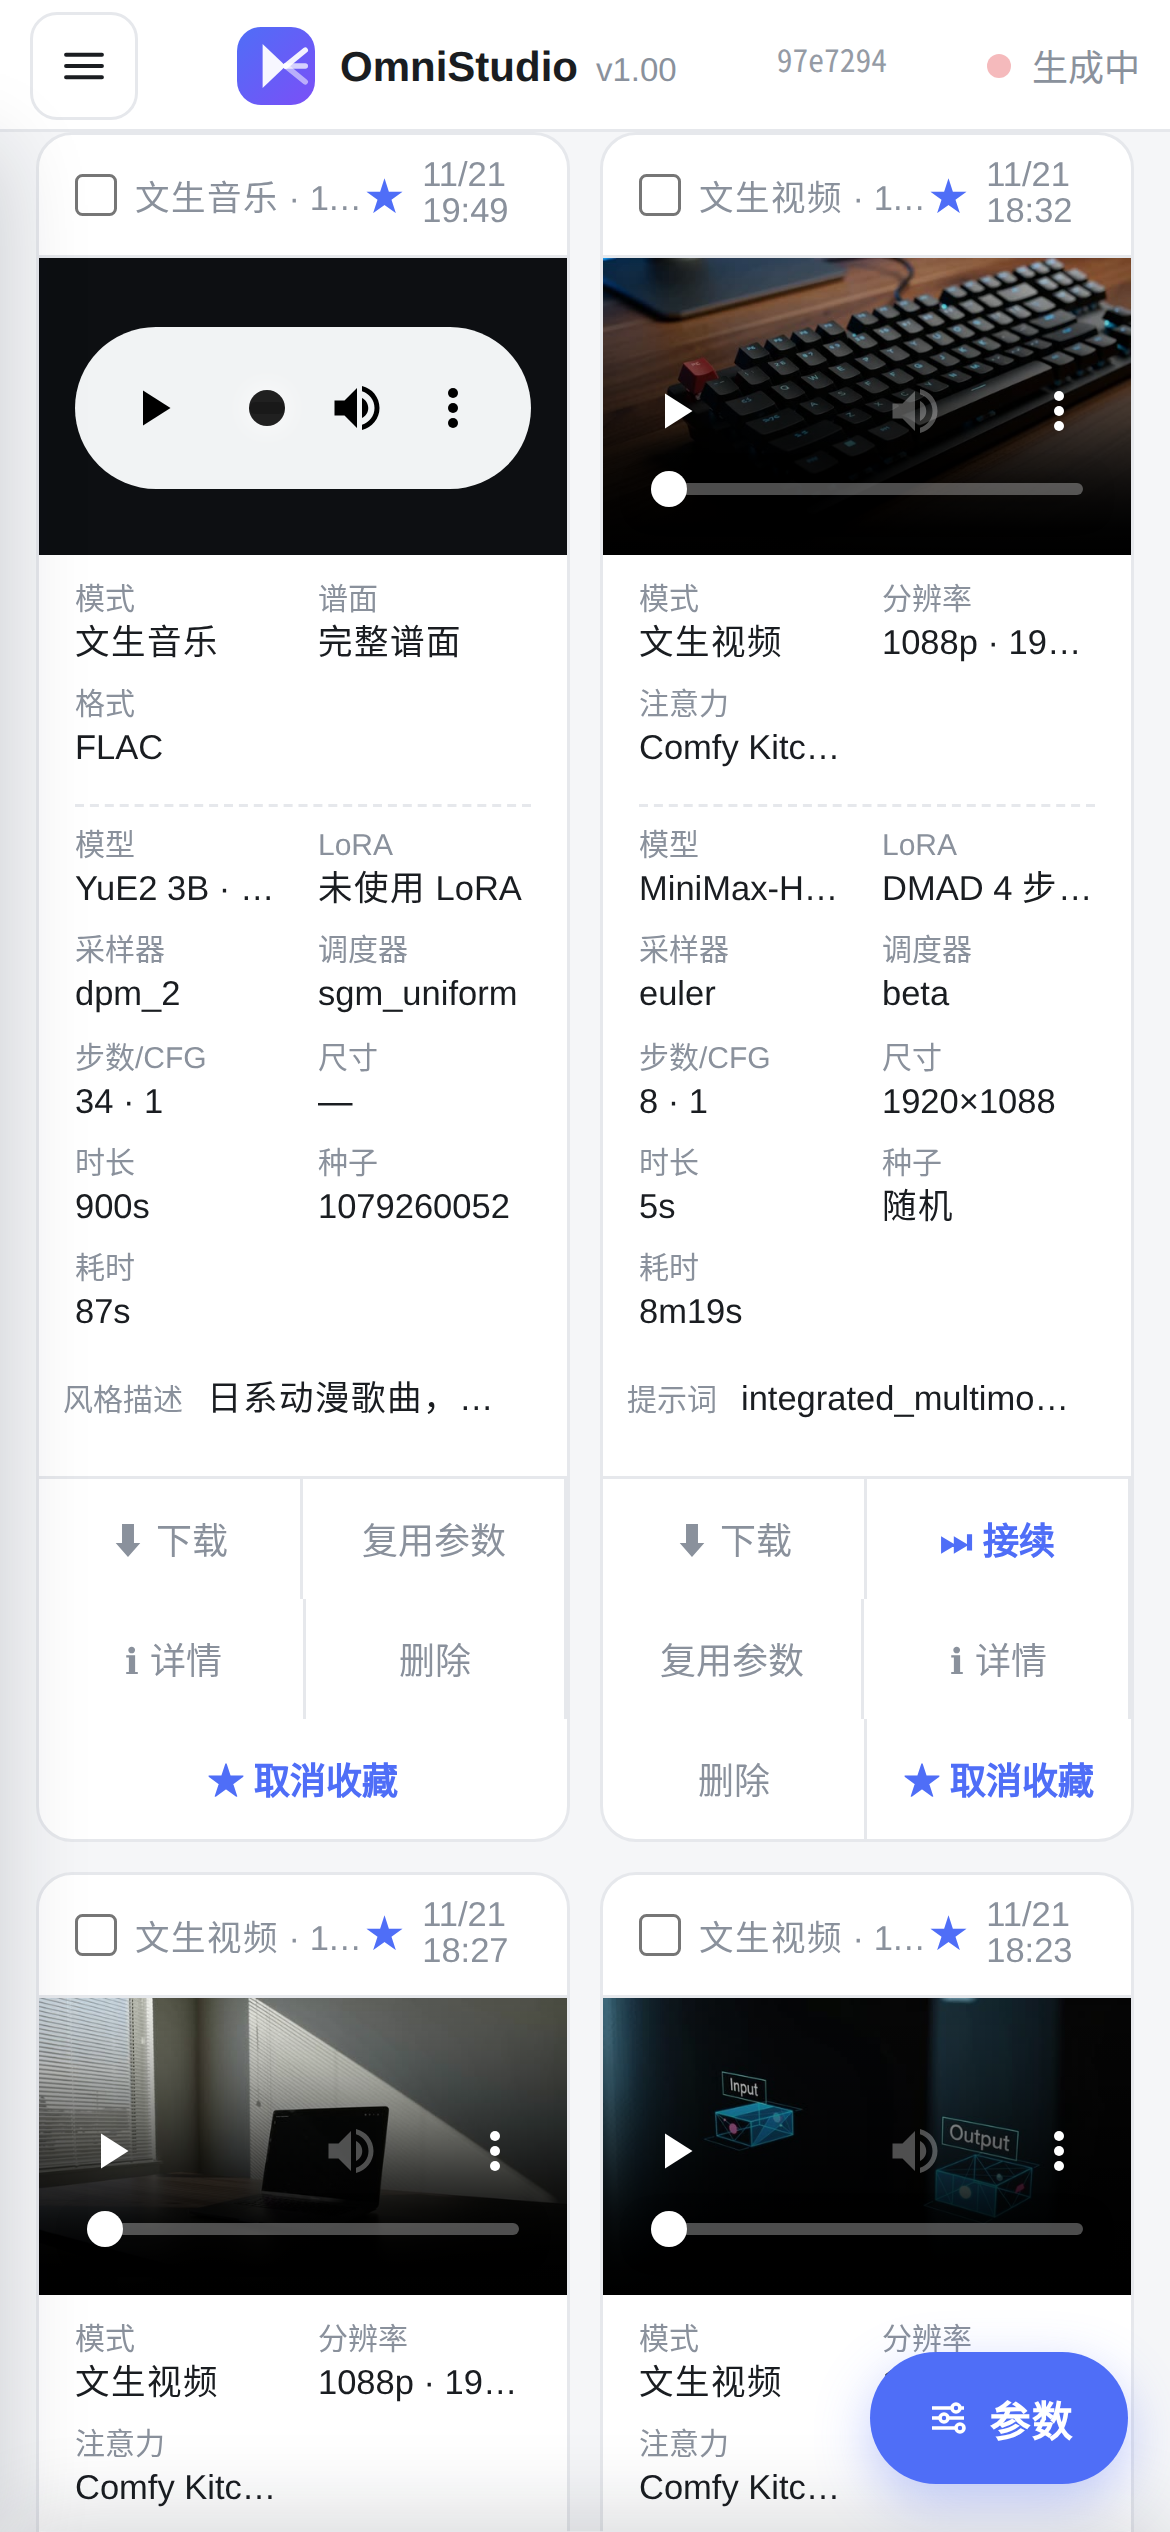 OmniStudio v1.00 97e7294 生成中
文生音乐 · 1… ★ 11/21 19:49
模式 谱面
文生音乐 完整谱面
格式
FLAC
模型 LoRA
YuE2 3B · … 未使用 LoRA
采样器 调度器
dpm_2 sgm_uniform
步数/CFG 尺寸
34 · 1 —
时长 种子
900s 1079260052
耗时
87s
风格描述 日系动漫歌曲，…
下载 复用参数
详情 删除
★ 取消收藏
文生视频 · 1… ★ 11/21 18:32
模式 分辨率
文生视频 1088p · 19…
注意力
Comfy Kitc…
模型 LoRA
MiniMax-H… DMAD 4 步…
采样器 调度器
euler beta
步数/CFG 尺寸
8 · 1 1920×1088
时长 种子
5s 随机
耗时
8m19s
提示词 integrated_multimo…
下载 接续
复用参数 详情
删除 ★ 取消收藏
文生视频 · 1… ★ 11/21 18:27
模式 分辨率
文生视频 1088p · 19…
注意力
Comfy Kitc…
文生视频 · 1… ★ 11/21 18:23
Input
Output
模式 分辨率
文生视频
注意力
Comfy Kitc…
参数